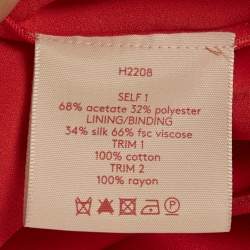 H2208
SELF 1
68% acetate 32% polyester
LINING/BINDING
34% silk 66% fsc viscose
TRIM 1
100% cotton
TRIM 2
100% rayon
P